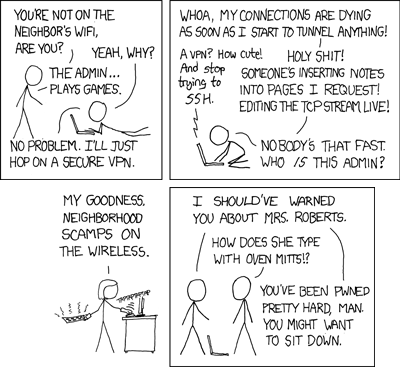 YOU'RE NOT ON THE
NEIGHBOR'S WIFI,
ARE YOU?
YEAH, WHY?
THE ADMIN...
PLAYS GAMES.
NO PROBLEM. I'LL JUST
HOP ON A SECURE VPN.
WHOA, MY CONNECTIONS ARE DYING
AS SOON AS I START TO TUNNEL ANYTHING!
A VPN? How cute!
And stop
trying to
SSH.
HOLY SHIT!
SOMEONE'S INSERTING NOTES
INTO PAGES I REQUEST!
EDITING THE TCP STREAM LIVE!
NOBODY'S THAT FAST.
WHO IS THIS ADMIN?
MY GOODNESS,
NEIGHBORHOOD
SCAMPS ON
THE WIRELESS.
TAPTAPTAPTAP
I SHOULD'VE WARNED
YOU ABOUT MRS. ROBERTS.
HOW DOES SHE TYPE
WITH OVEN MITTS!?
YOU'VE BEEN PWNED
PRETTY HARD, MAN.
YOU MIGHT WANT
TO SIT DOWN.